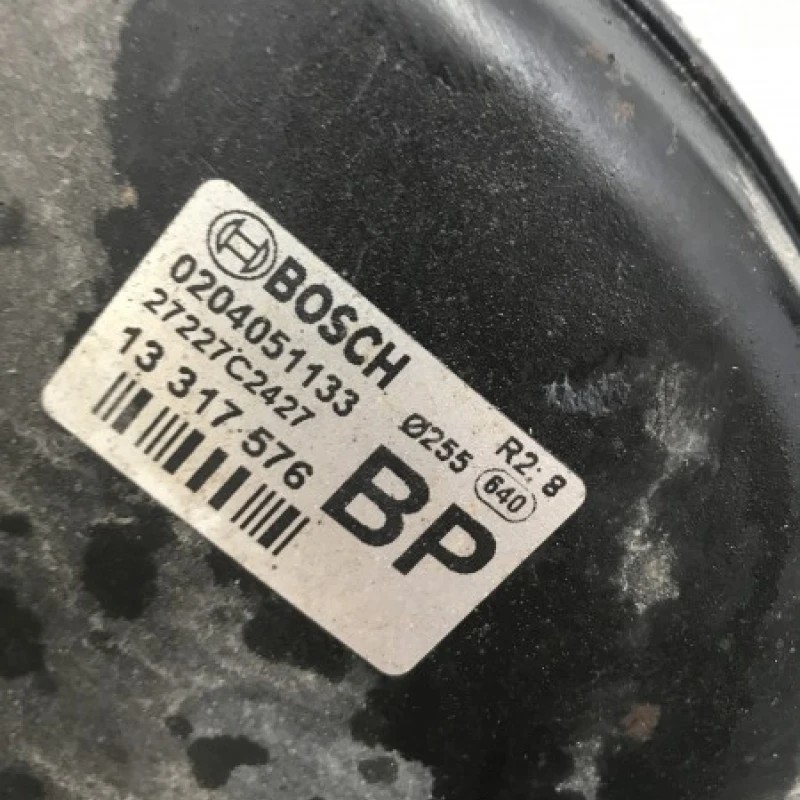 BOSCH
0204051133
27227C2427
13 317 576
Ø255
R2: 8
640
BP